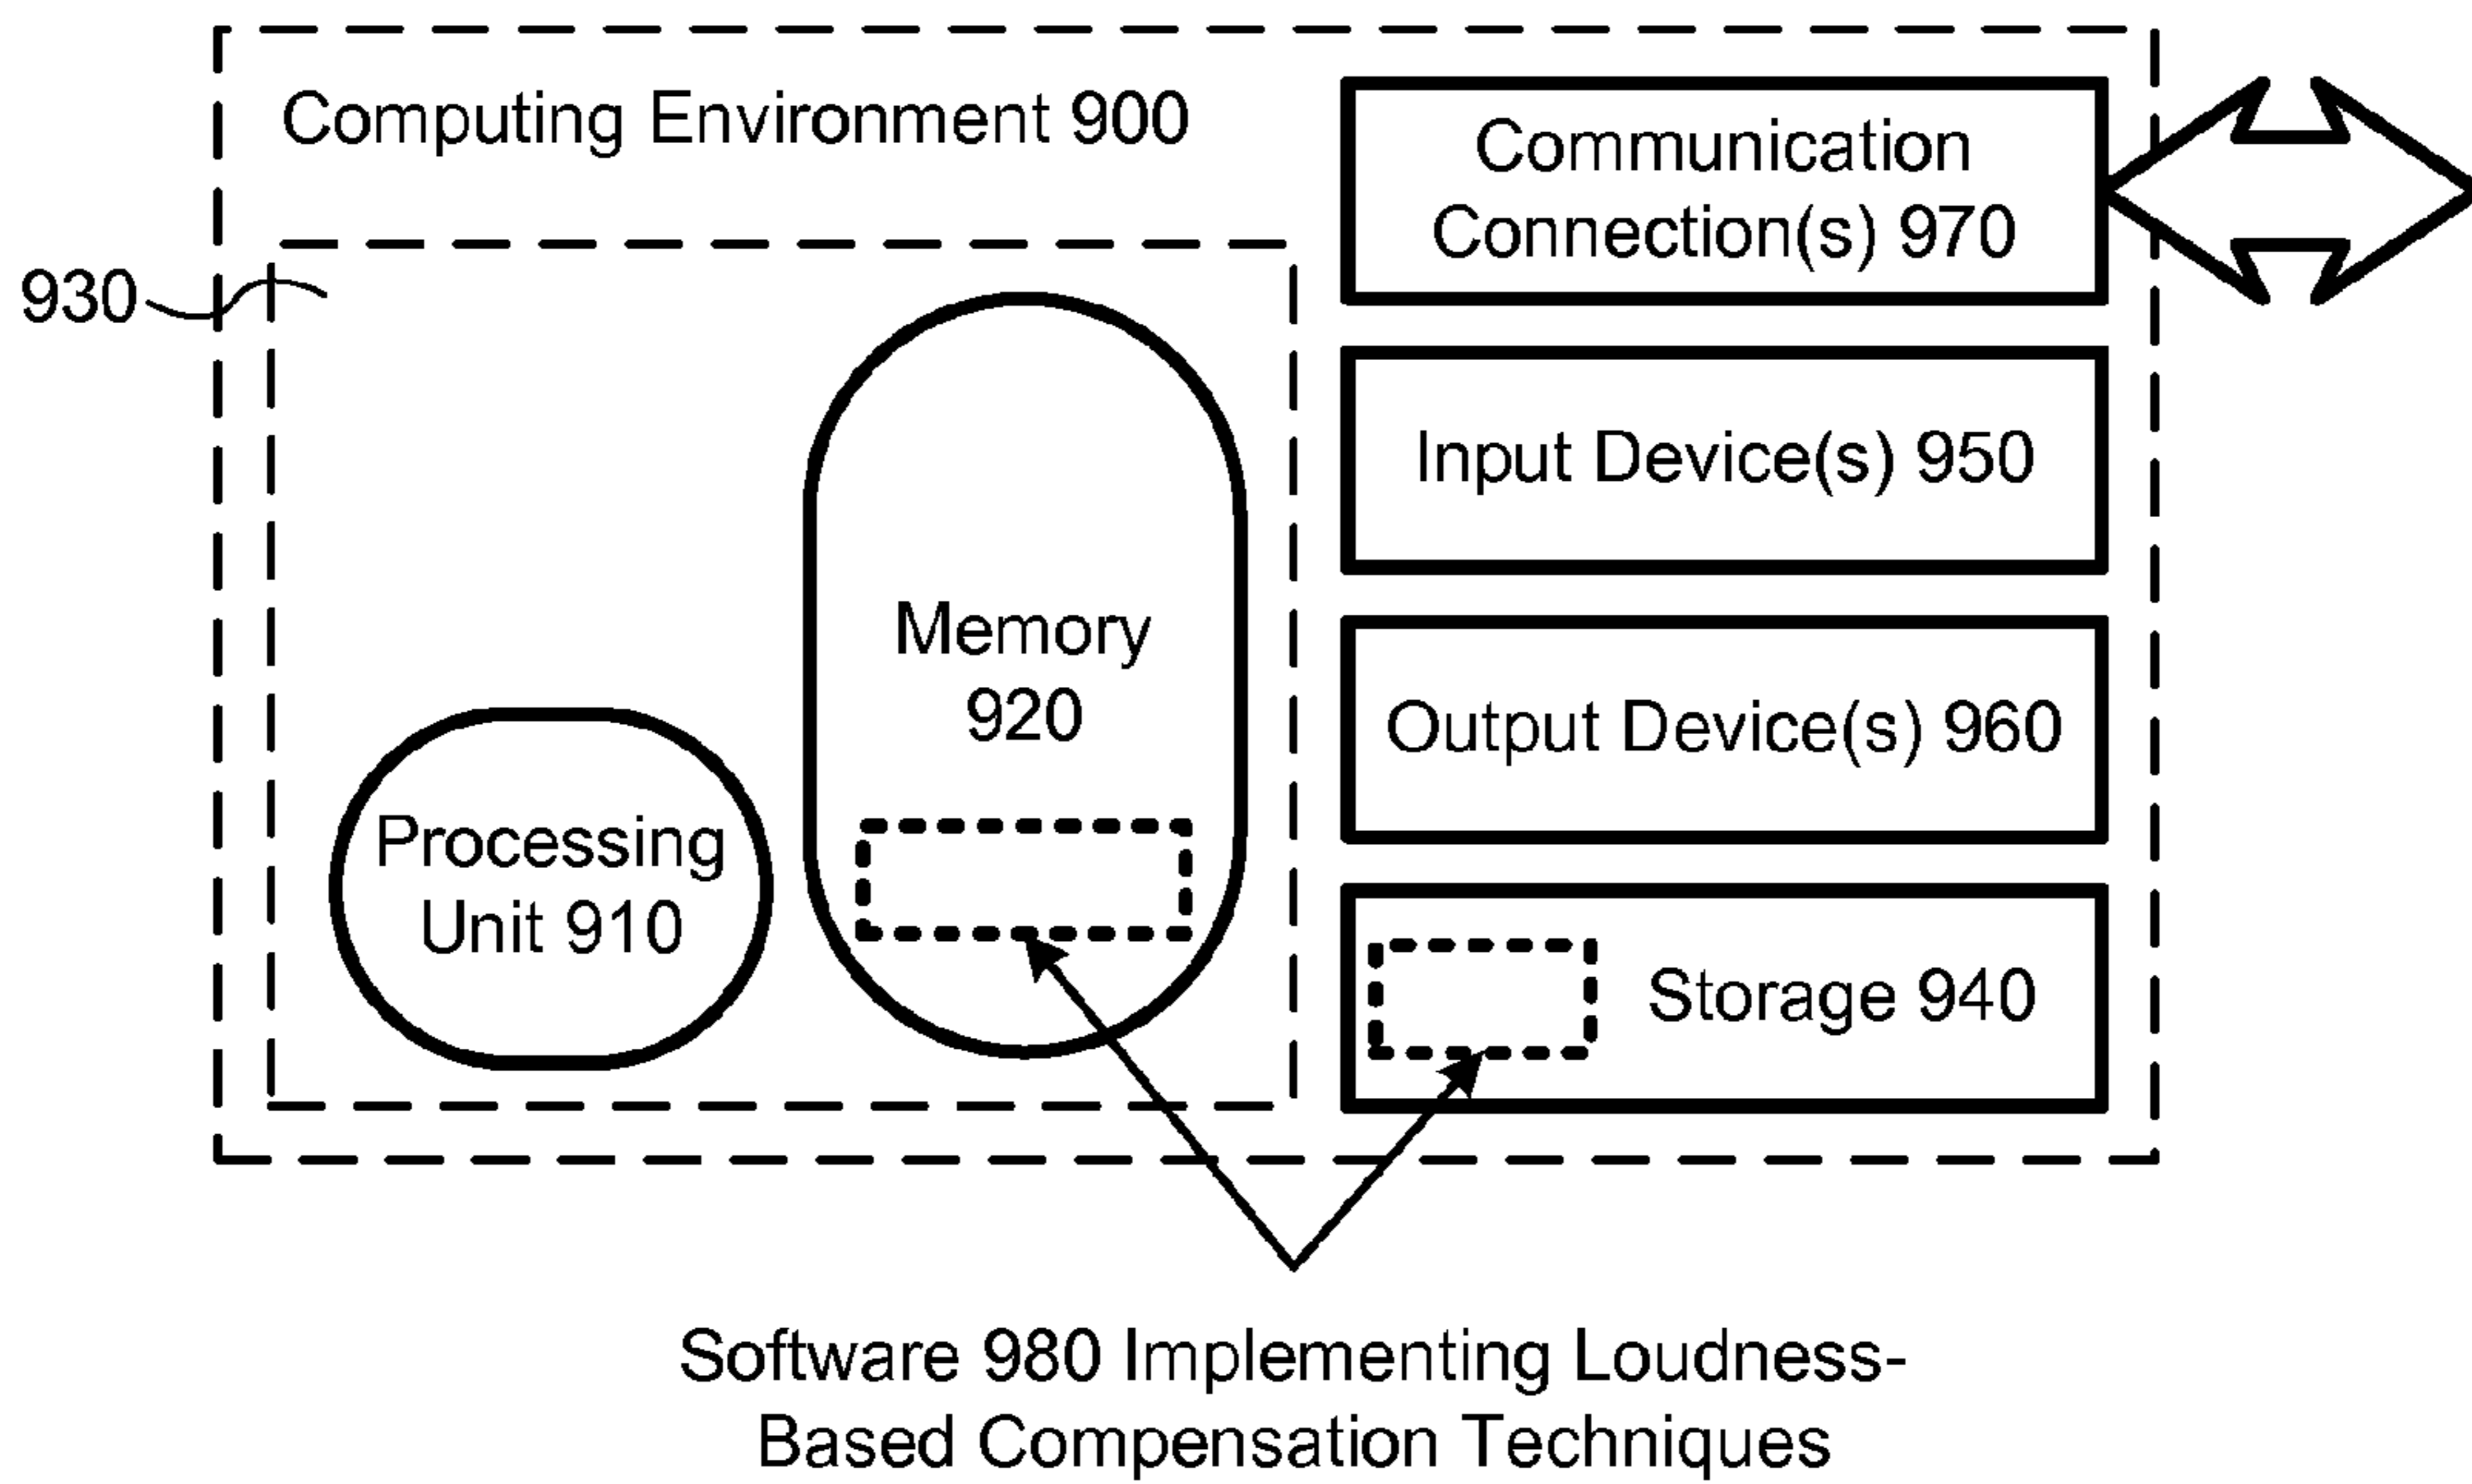 Computing Environment 900
Communication
Connection(s) 970
930
Input Device(s) 950
Memory
920
Output Device(s) 960
Processing
Unit 910
Storage 940
Software 980 Implementing Loudness-
Based Compensation Techniques